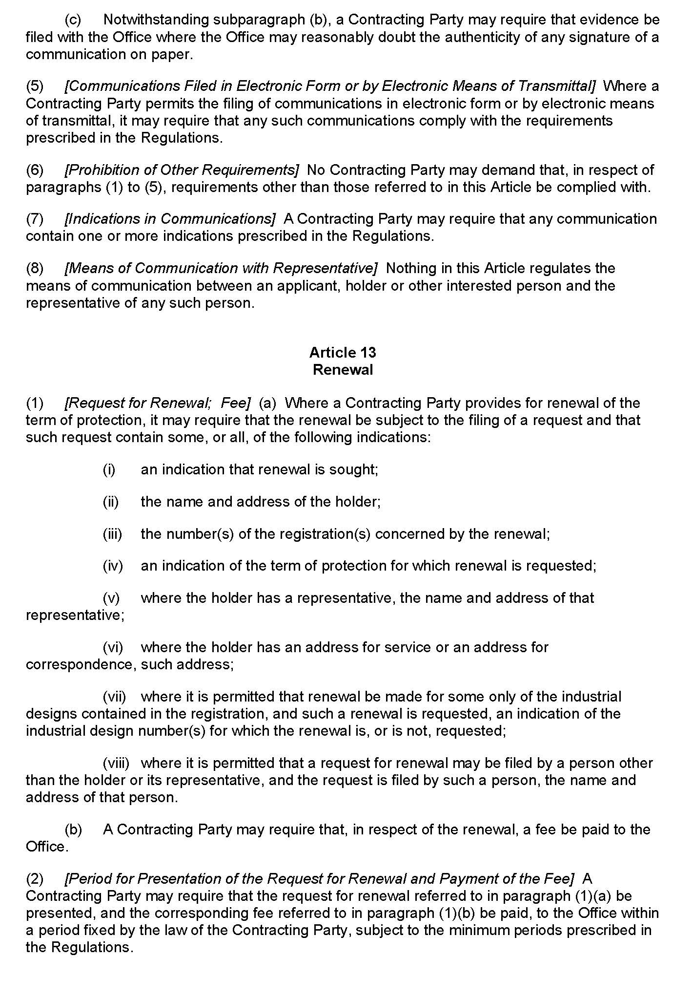 (c) Notwithstanding subparagraph (b), a Contracting Party may require that evidence be
filed with the Office where the Office may reasonably doubt the authenticity of any signature of a
communication on paper.
(5) [Communications Filed in Electronic Form or by Electronic Means of Transmittal] Where a
Contracting Party permits the filing of communications in electronic form or by electronic means
of transmittal, it may require that any such communications comply with the requirements
prescribed in the Regulations.
(6) [Prohibition of Other Requirements] No Contracting Party may demand that, in respect of
paragraphs (1) to (5), requirements other than those referred to in this Article be complied with.
(7) [Indications in Communications] A Contracting Party may require that any communication
contain one or more indications prescribed in the Regulations.
(8) [Means of Communication with Representative] Nothing in this Article regulates the
means of communication between an applicant, holder or other interested person and the
representative of any such person.
Article 13
Renewal
(1) [Request for Renewal; Fee] (a) Where a Contracting Party provides for renewal of the
term of protection, it may require that the renewal be subject to the filing of a request and that
such request contain some, or all, of the following indications:
(i) an indication that renewal is sought;
(ii) the name and address of the holder;
(iii) the number(s) of the registration(s) concerned by the renewal;
(iv) an indication of the term of protection for which renewal is requested;
(v) where the holder has a representative, the name and address of that
representative;
(vi) where the holder has an address for service or an address for
correspondence, such address;
(vii) where it is permitted that renewal be made for some only of the industrial
designs contained in the registration, and such a renewal is requested, an indication of the
industrial design number(s) for which the renewal is, or is not, requested;
(viii) where it is permitted that a request for renewal may be filed by a person other
than the holder or its representative, and the request is filed by such a person, the name and
address of that person.
(b) A Contracting Party may require that, in respect of the renewal, a fee be paid to the
Office.
(2) [Period for Presentation of the Request for Renewal and Payment of the Fee] A
Contracting Party may require that the request for renewal referred to in paragraph (1)(a) be
presented, and the corresponding fee referred to in paragraph (1)(b) be paid, to the Office within
a period fixed by the law of the Contracting Party, subject to the minimum periods prescribed in
the Regulations.